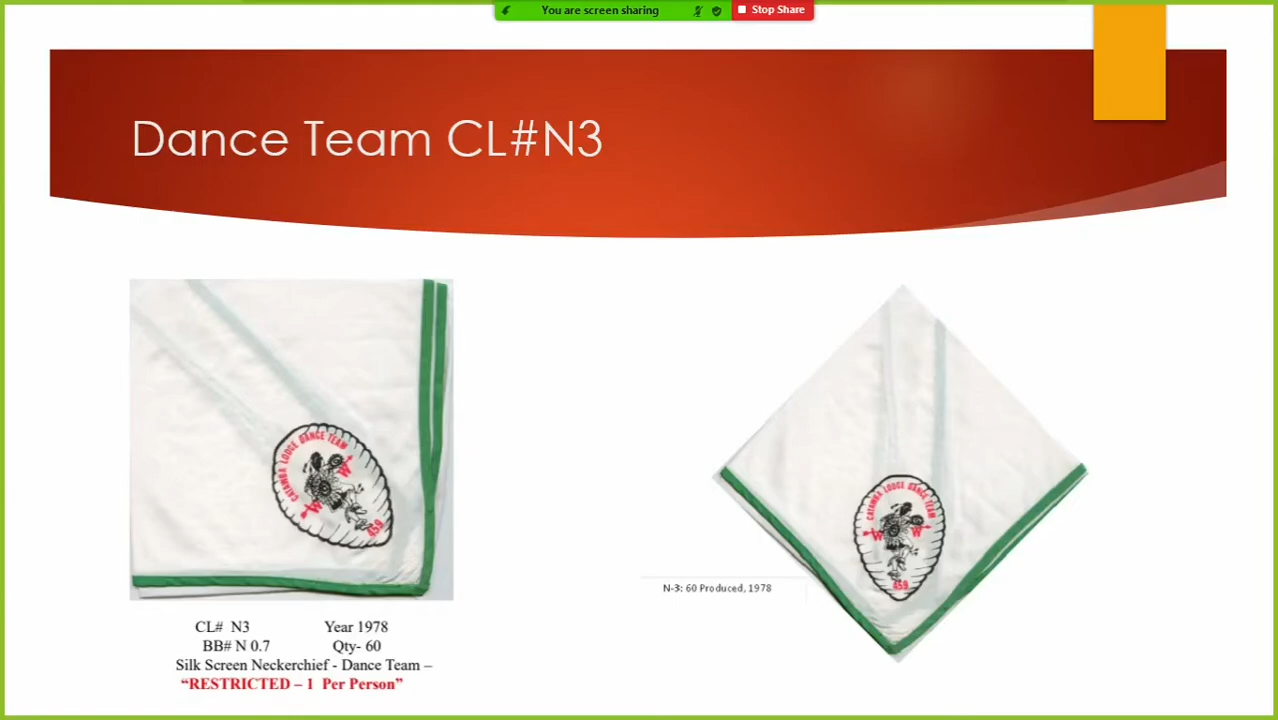 You are screen sharing
Stop Share
Dance Team CL#N3
CATAWBA LODGE DANCE TEAM
W W
459
CATAWBA LODGE DANCE TEAM
W W
459
N-3: 60 Produced, 1978
CL# N3 Year 1978
BB# N 0.7 Qty- 60
Silk Screen Neckerchief - Dance Team –
“RESTRICTED – 1 Per Person”